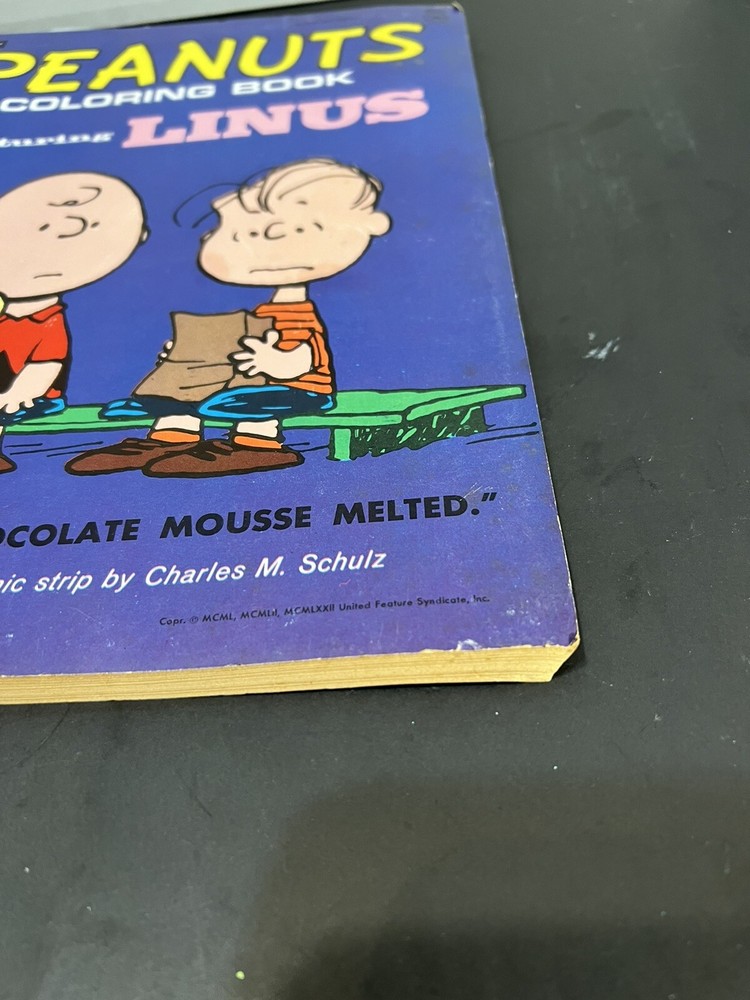 PEANUTS
COLORING BOOK
turing LINUS
OCOLATE MOUSSE MELTED."
ic strip by Charles M. Schulz
Copr. © MCML, MCMLII, MCMLXXII United Feature Syndicate, Inc.